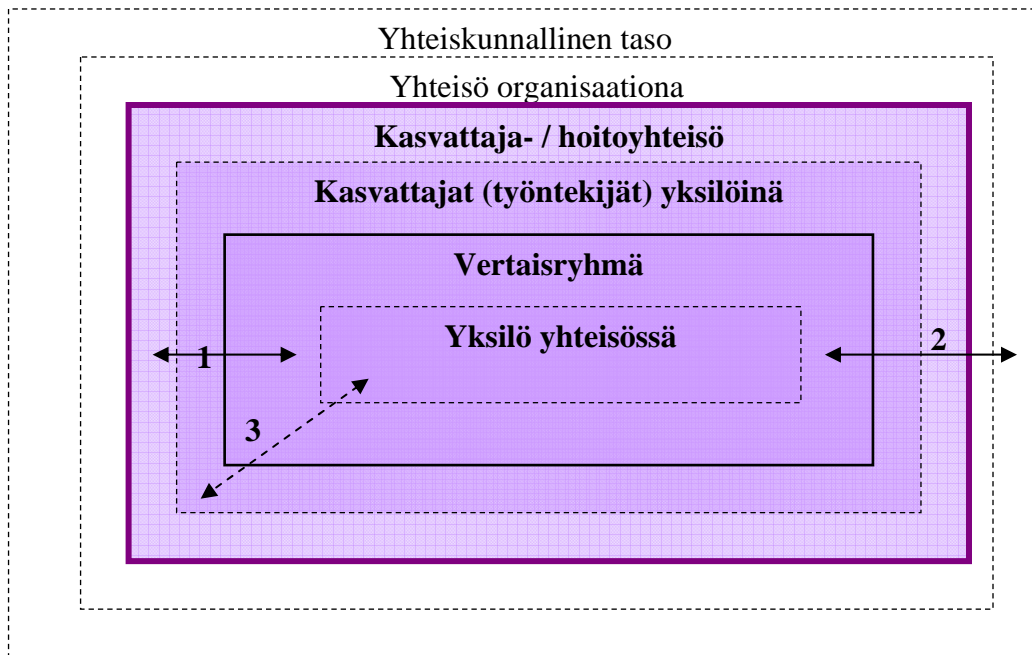 Yhteiskunnallinen taso
Yhteisö organisaationa
Kasvattaja- / hoitoyhteisö
Kasvattajat (työntekijät) yksilöinä
Vertaisryhmä
Yksilö yhteisössä
1
2
3